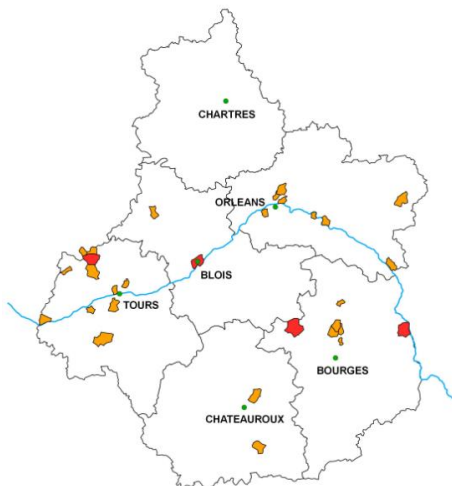 CHARTRES
ORLEANS
BLOIS
TOURS
BOURGES
CHATEAUROUX